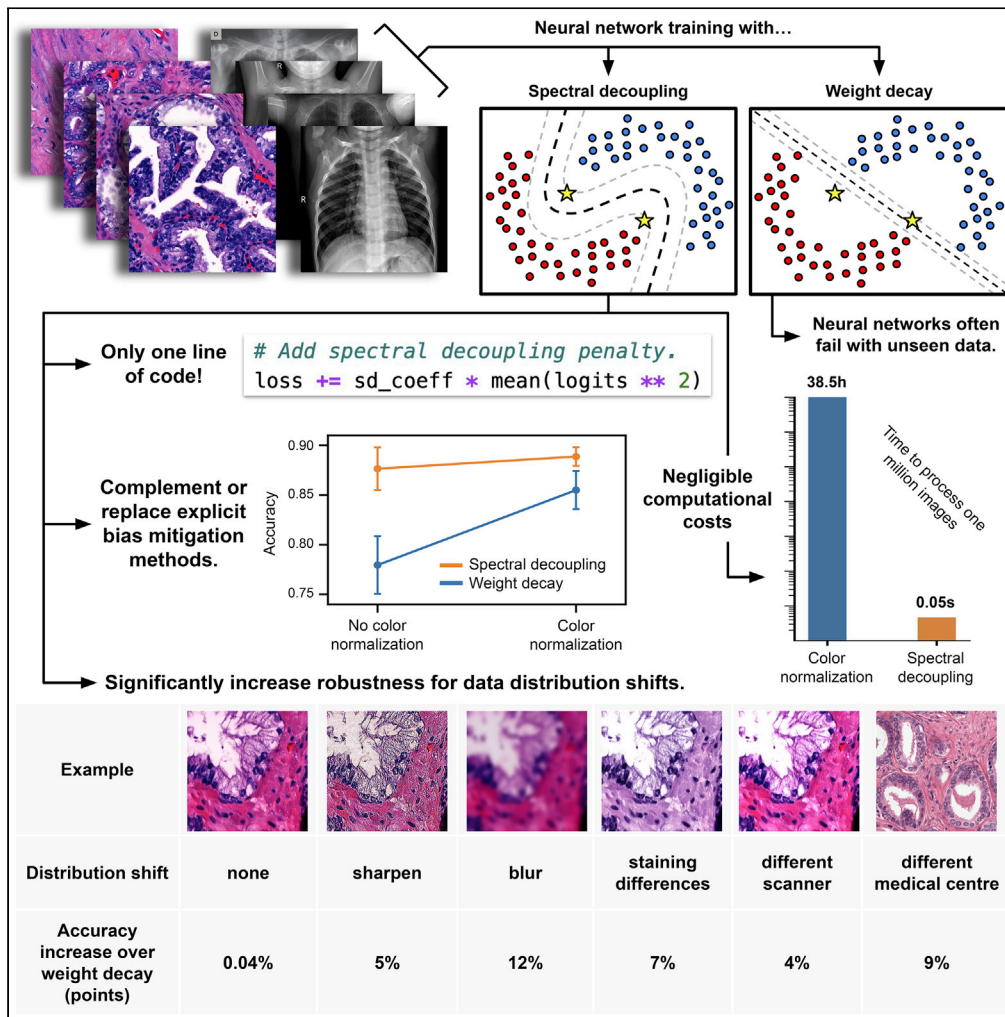 Neural network training with...
Spectral decoupling
Weight decay
D
R
R
R
Only one line
of code!
# Add spectral decoupling penalty.
loss += sd_coeff * mean(logits ** 2)
Neural networks often
fail with unseen data.
Complement or
replace explicit
bias mitigation
methods.
Accuracy
0.90
0.85
0.80
0.75
Spectral decoupling
Weight decay
No color
normalization
Color
normalization
Negligible
computational
costs
38.5h
Time to process one
million images
0.05s
Color
normalization
Spectral
decoupling
Significantly increase robustness for data distribution shifts.
Example
Distribution shift
none
sharpen
blur
staining
differences
different
scanner
different
medical centre
Accuracy
increase over
weight decay
(points)
0.04%
5%
12%
7%
4%
9%